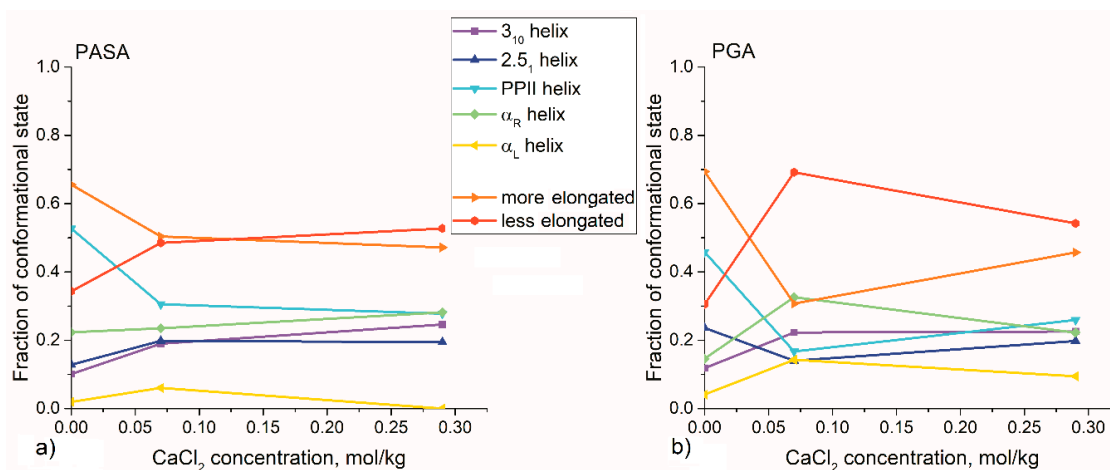 PASA
Fraction of conformational state
1.0
0.8
0.6
0.4
0.2
0.0
0.00 0.05 0.10 0.15 0.20 0.25 0.30
CaCl₂ concentration, mol/kg
a)
3₁₀ helix
2.5₁ helix
PPII helix
α_R helix
α_L helix
more elongated
less elongated
PGA
Fraction of conformational state
1.0
0.8
0.6
0.4
0.2
0.0
0.00 0.05 0.10 0.15 0.20 0.25 0.30
CaCl₂ concentration, mol/kg
b)